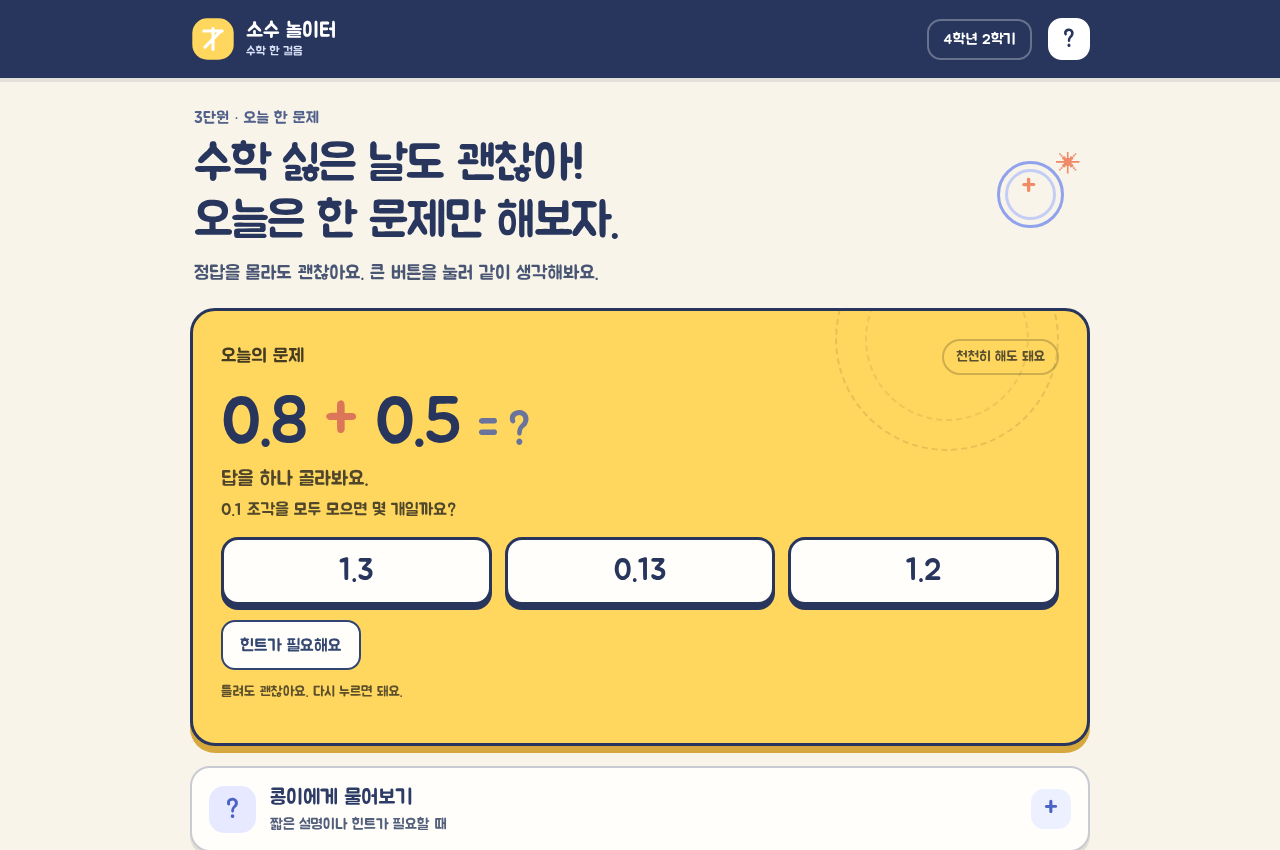 소수 놀이터
수학 한 걸음
4학년 2학기
?
3단원 · 오늘 한 문제
수학 싫은 날도 괜찮아!
오늘은 한 문제만 해보자.
정답을 몰라도 괜찮아요. 큰 버튼을 눌러 같이 생각해봐요.
오늘의 문제
천천히 해도 돼요
0.8 + 0.5 = ?
답을 하나 골라봐요.
0.1 조각을 모두 모으면 몇 개일까요?
1.3
0.13
1.2
힌트가 필요해요
틀려도 괜찮아요. 다시 누르면 돼요.
?
콩이에게 물어보기
짧은 설명이나 힌트가 필요할 때
+